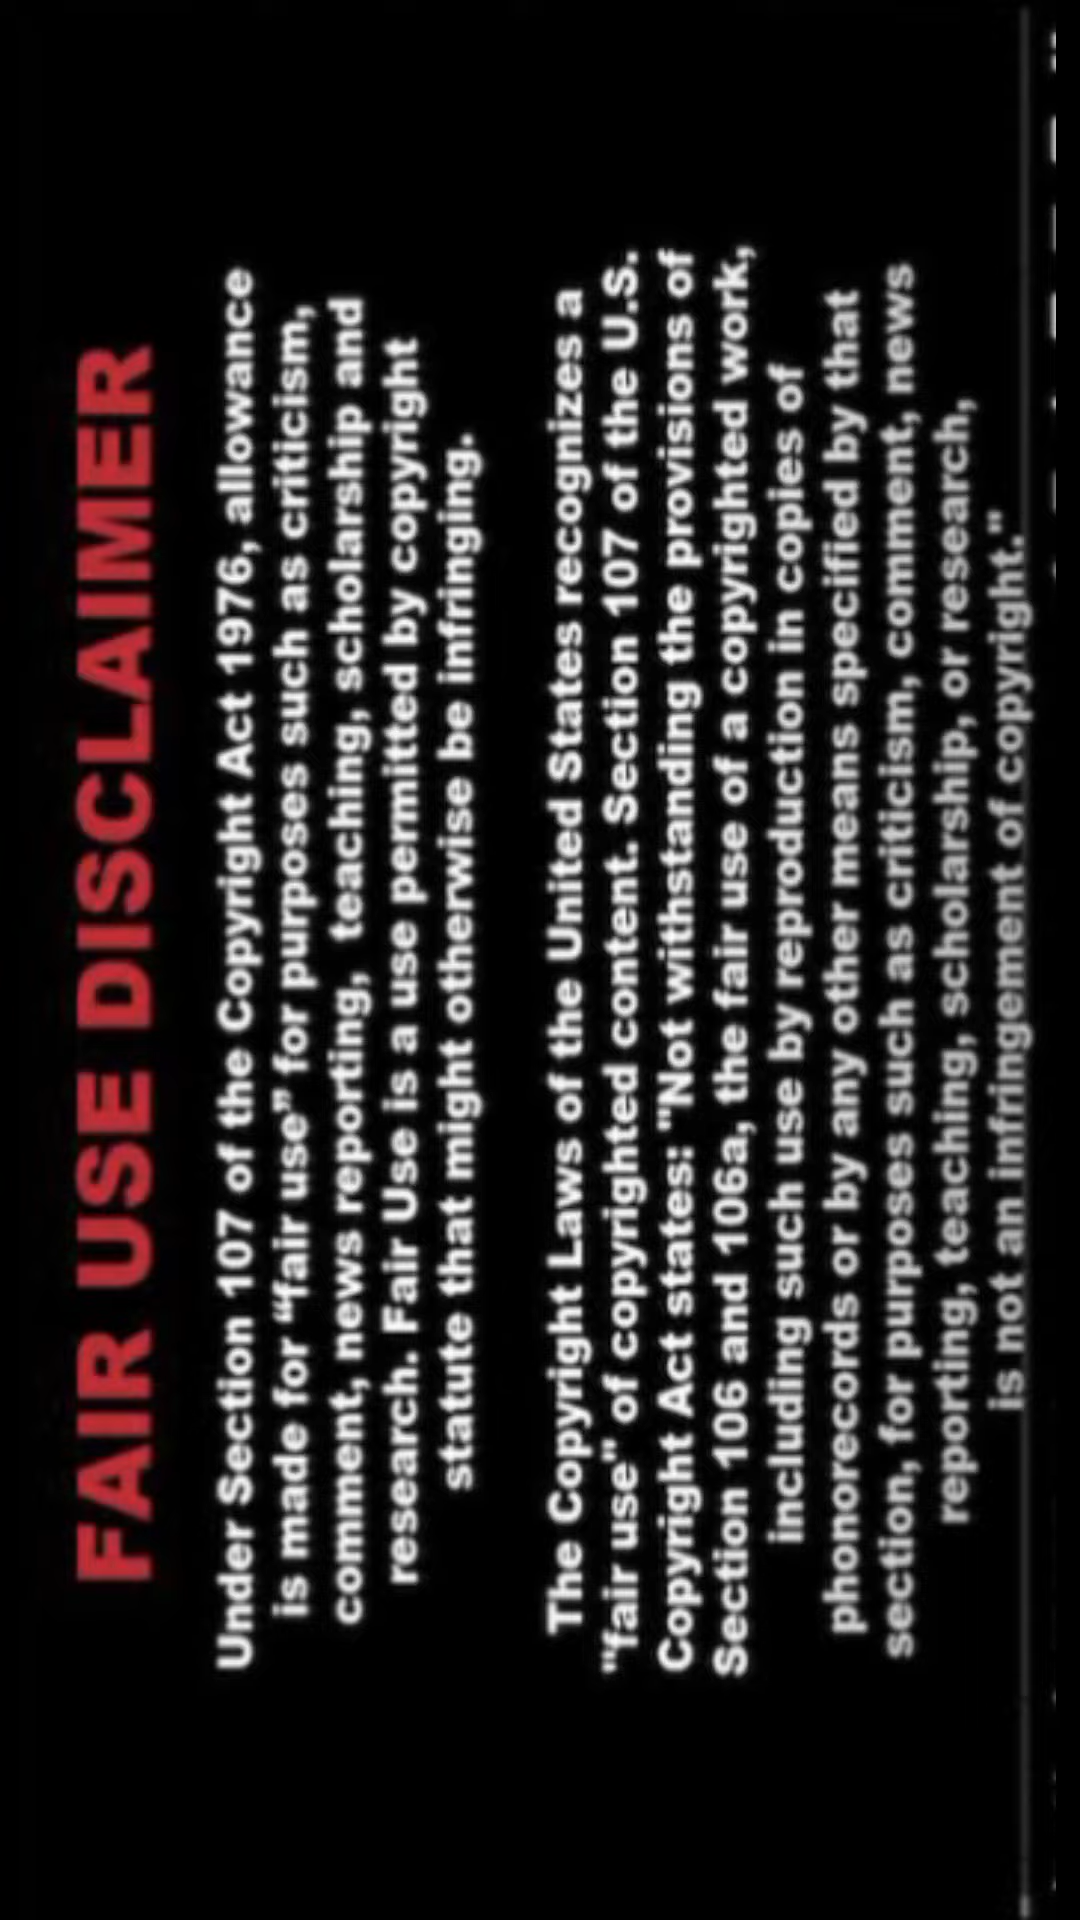 FAIR USE DISCLAIMER
Under Section 107 of the Copyright Act 1976, allowance
is made for “fair use” for purposes such as criticism,
comment, news reporting, teaching, scholarship and
research. Fair Use is a use permitted by copyright
statute that might otherwise be infringing.
The Copyright Laws of the United States recognizes a
"fair use" of copyrighted content. Section 107 of the U.S.
Copyright Act states: "Not withstanding the provisions of
Section 106 and 106a, the fair use of a copyrighted work,
including such use by reproduction in copies of
phonorecords or by any other means specified by that
section, for purposes such as criticism, comment, news
reporting, teaching, scholarship, or research,
is not an infringement of copyright."